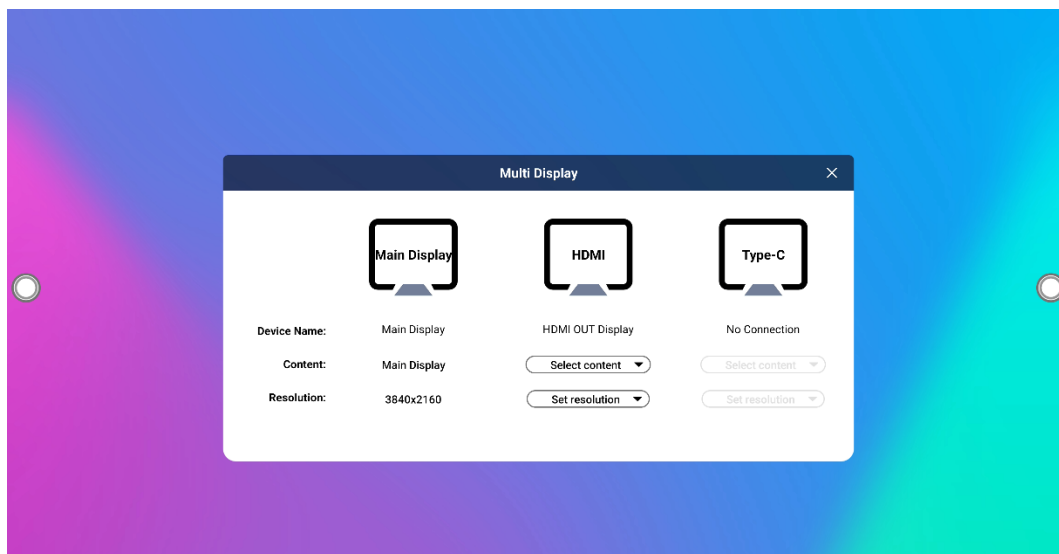 Multi Display
Main Display
HDMI
Type-C
Device Name: Main Display HDMI OUT Display No Connection
Content: Main Display Select content Select content
Resolution: 3840x2160 Set resolution Set resolution